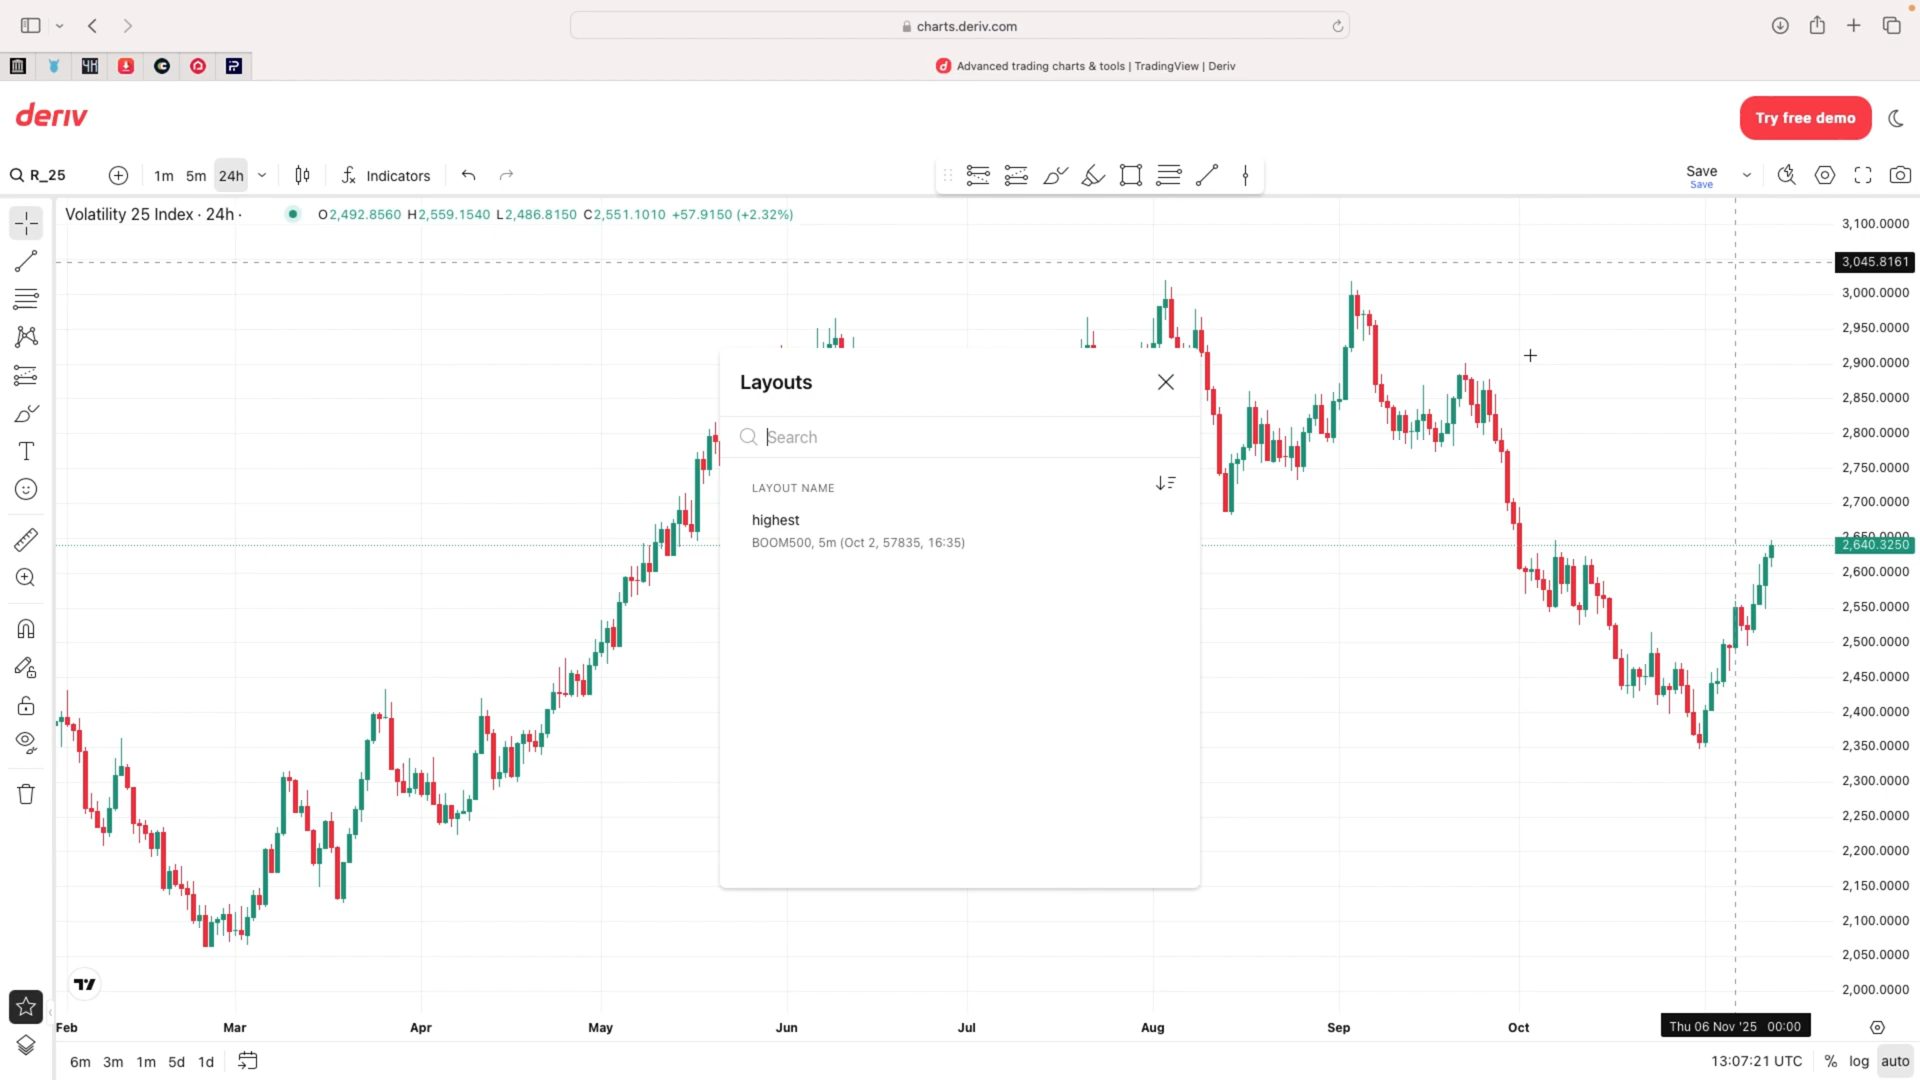 charts.deriv.com
Advanced trading charts & tools | TradingView | Deriv
deriv
Try free demo
R_25
1m 5m 24h
Indicators
Save
Save
Volatility 25 Index · 24h ·
O2,492.8560 H2,559.1540 L2,486.8150 C2,551.1010 +57.9150 (+2.32%)
3,100.0000
3,045.8161
3,000.0000
2,950.0000
2,900.0000
2,850.0000
2,800.0000
2,750.0000
2,700.0000
2,650.0000
2,640.3250
2,600.0000
2,550.0000
2,500.0000
2,450.0000
2,400.0000
2,350.0000
2,300.0000
2,250.0000
2,200.0000
2,150.0000
2,100.0000
2,050.0000
2,000.0000
Layouts
Search
LAYOUT NAME
highest
BOOM500, 5m (Oct 2, 57835, 16:35)
Feb Mar Apr May Jun Jul Aug Sep Oct
Thu 06 Nov '25 00:00
6m 3m 1m 5d 1d
13:07:21 UTC % log auto